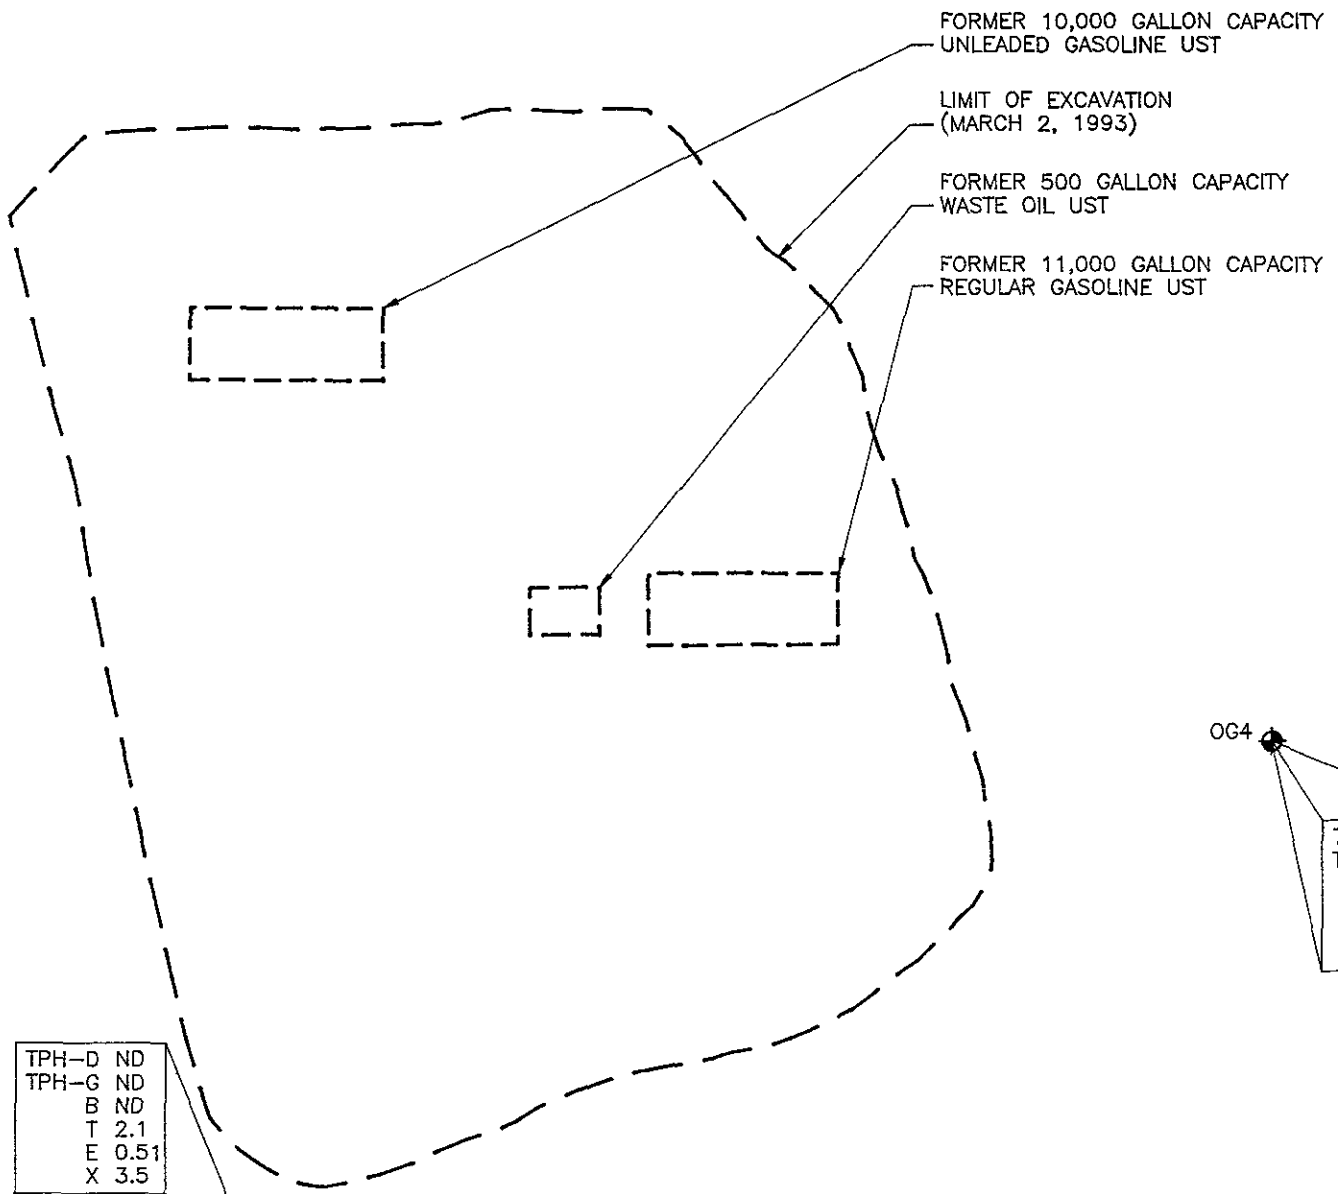 FORMER 10,000 GALLON CAPACITY
UNLEADED GASOLINE UST
LIMIT OF EXCAVATION
(MARCH 2, 1993)
FORMER 500 GALLON CAPACITY
WASTE OIL UST
FORMER 11,000 GALLON CAPACITY
REGULAR GASOLINE UST
OG4
TPH-D ND
TPH-G ND
B ND
T 2.1
E 0.51
X 3.5